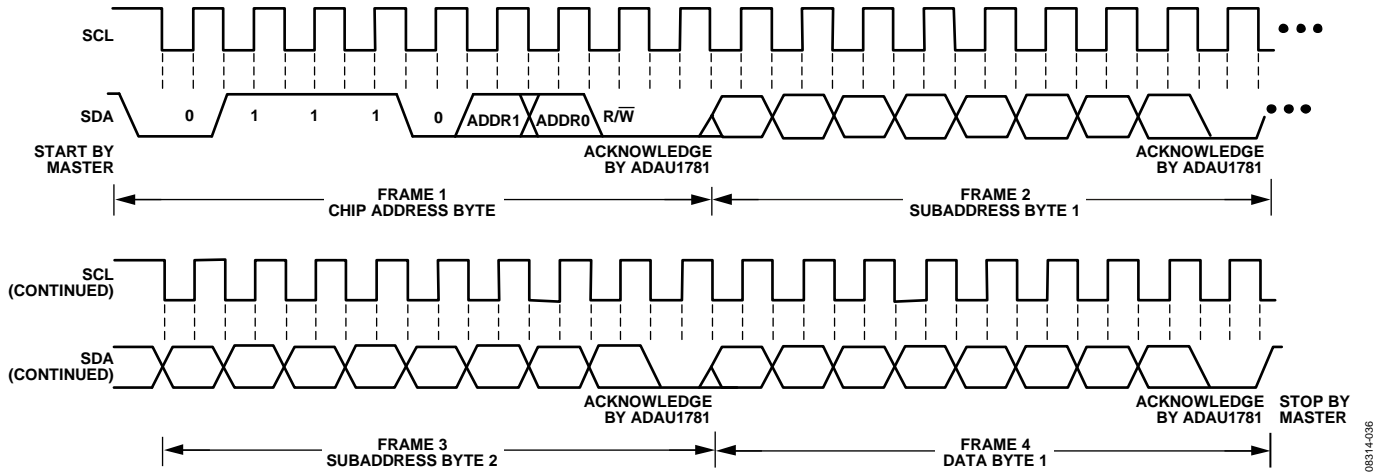 SCL
SDA
0 1 1 1 0 ADDR1 ADDR0 R/W̅
START BY
MASTER
ACKNOWLEDGE
BY ADAU1781
ACKNOWLEDGE
BY ADAU1781
FRAME 1
CHIP ADDRESS BYTE
FRAME 2
SUBADDRESS BYTE 1
SCL
(CONTINUED)
SDA
(CONTINUED)
ACKNOWLEDGE
BY ADAU1781
ACKNOWLEDGE
BY ADAU1781
STOP BY
MASTER
FRAME 3
SUBADDRESS BYTE 2
FRAME 4
DATA BYTE 1
08314-036